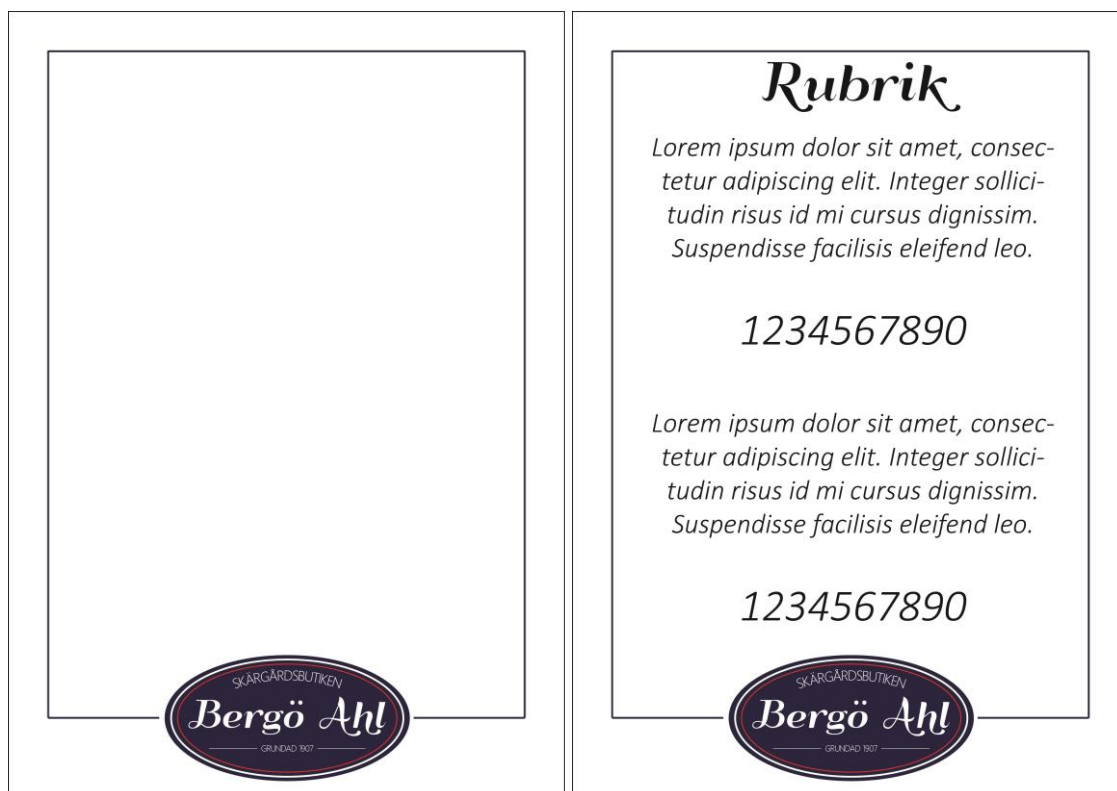 SKÄRGÅRDSBUTIKEN
Bergö Ahl
GRUNDAD 1907
Rubrik
Lorem ipsum dolor sit amet, consec-
tetur adipiscing elit. Integer sollici-
tudin risus id mi cursus dignissim.
Suspendisse facilisis eleifend leo.
1234567890
Lorem ipsum dolor sit amet, consec-
tetur adipiscing elit. Integer sollici-
tudin risus id mi cursus dignissim.
Suspendisse facilisis eleifend leo.
1234567890
SKÄRGÅRDSBUTIKEN
Bergö Ahl
GRUNDAD 1907